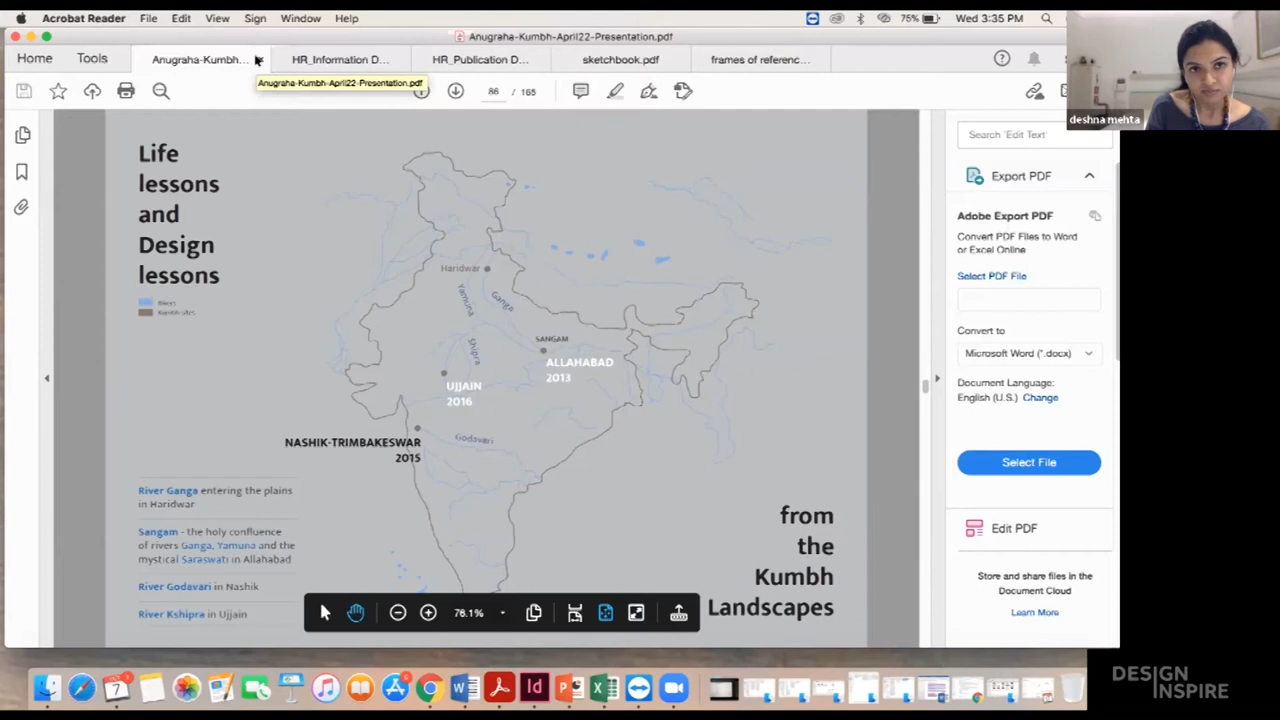 Acrobat Reader File Edit View Sign Window Help
75% Wed 3:35 PM
Anugraha-Kumbh-April22-Presentation.pdf
Home Tools Anugraha-Kumbh... HR_Information D... HR_Publication D... sketchbook.pdf frames of referenc...
Anugraha-Kumbh-April22-Presentation.pdf
86 / 165
deshna mehta
Life
lessons
and
Design
lessons
Rivers
Kumbh sites
Haridwar
Yamuna
Ganga
Shipra
SANGAM
ALLAHABAD
2013
UJJAIN
2016
NASHIK-TRIMBAKESWAR
2015
Godavari
River Ganga entering the plains
in Haridwar
Sangam - the holy confluence
of rivers Ganga, Yamuna and the
mystical Saraswati in Allahabad
River Godavari in Nashik
River Kshipra in Ujjain
from
the
Kumbh
Landscapes
78.1%
Search 'Edit Text'
Export PDF
Adobe Export PDF
Convert PDF Files to Word
or Excel Online
Select PDF File
Convert to
Microsoft Word (*.docx)
Document Language:
English (U.S.) Change
Select File
Edit PDF
Store and share files in the
Document Cloud
Learn More
7
W
Id
P
X
DESIGN
INSPIRE